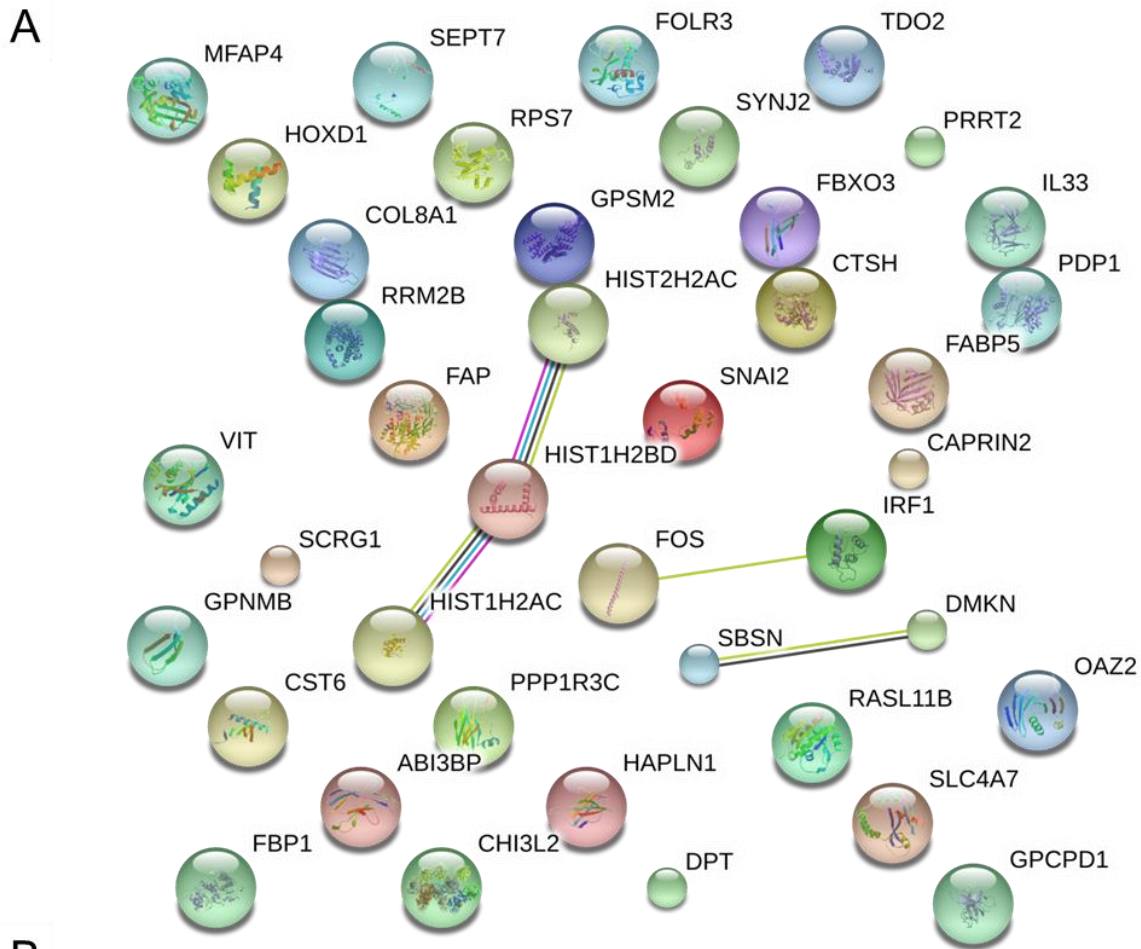 A
MFAP4
SEPT7
FOLR3
TDO2
HOXD1
RPS7
SYNJ2
PRRT2
COL8A1
GPSM2
FBXO3
IL33
RRM2B
HIST2H2AC
CTSH
PDP1
FAP
SNAI2
FABP5
VIT
HIST1H2BD
CAPRIN2
SCRG1
FOS
IRF1
GPNMB
HIST1H2AC
SBSN
DMKN
CST6
PPP1R3C
RASL11B
OAZ2
ABI3BP
HAPLN1
SLC4A7
FBP1
CHI3L2
DPT
GPCPD1